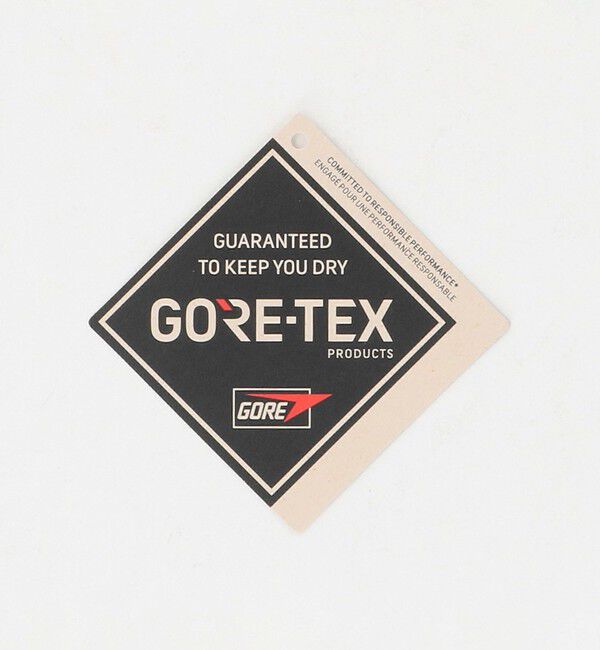 COMMITTED TO RESPONSIBLE PERFORMANCE*
ENGAGÉ POUR UNE PERFORMANCE RESPONSABLE
GUARANTEED
TO KEEP YOU DRY
GORE-TEX
PRODUCTS
GORE